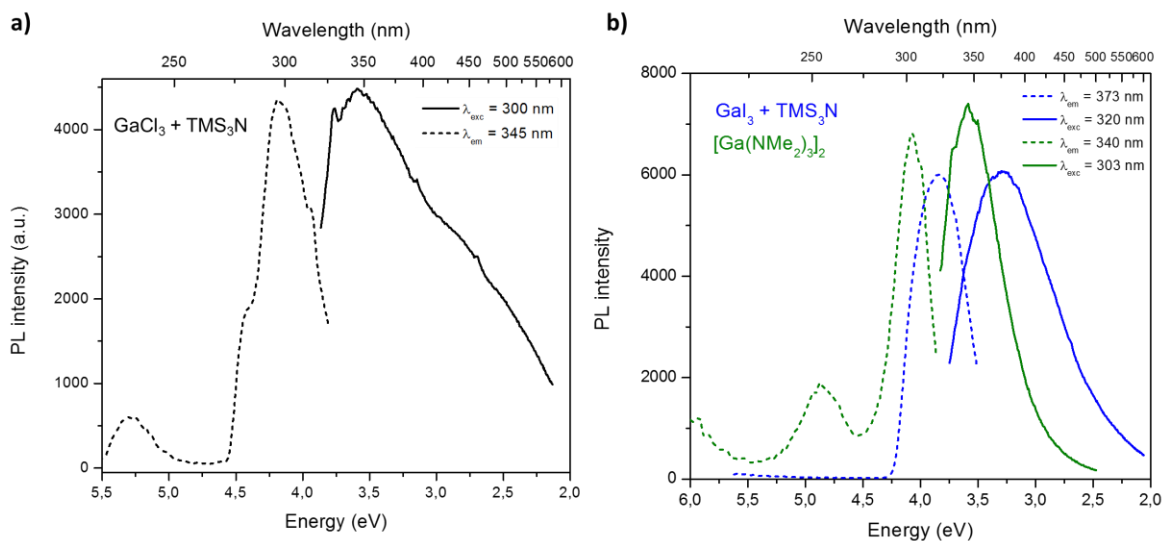 a)
Wavelength (nm)
250 300 350 400 450 500 550 600
PL intensity (a.u.)
4000
3000
2000
1000
0
GaCl₃ + TMS₃N
λexc = 300 nm
λem = 345 nm
5,5 5,0 4,5 4,0 3,5 3,0 2,5 2,0
Energy (eV)
b)
Wavelength (nm)
250 300 350 400 450 500 550 600
PL intensity
8000
6000
4000
2000
0
GaI₃ + TMS₃N
[Ga(NMe₂)₃]₂
λem = 373 nm
λexc = 320 nm
λem = 340 nm
λexc = 303 nm
6,0 5,5 5,0 4,5 4,0 3,5 3,0 2,5 2,0
Energy (eV)